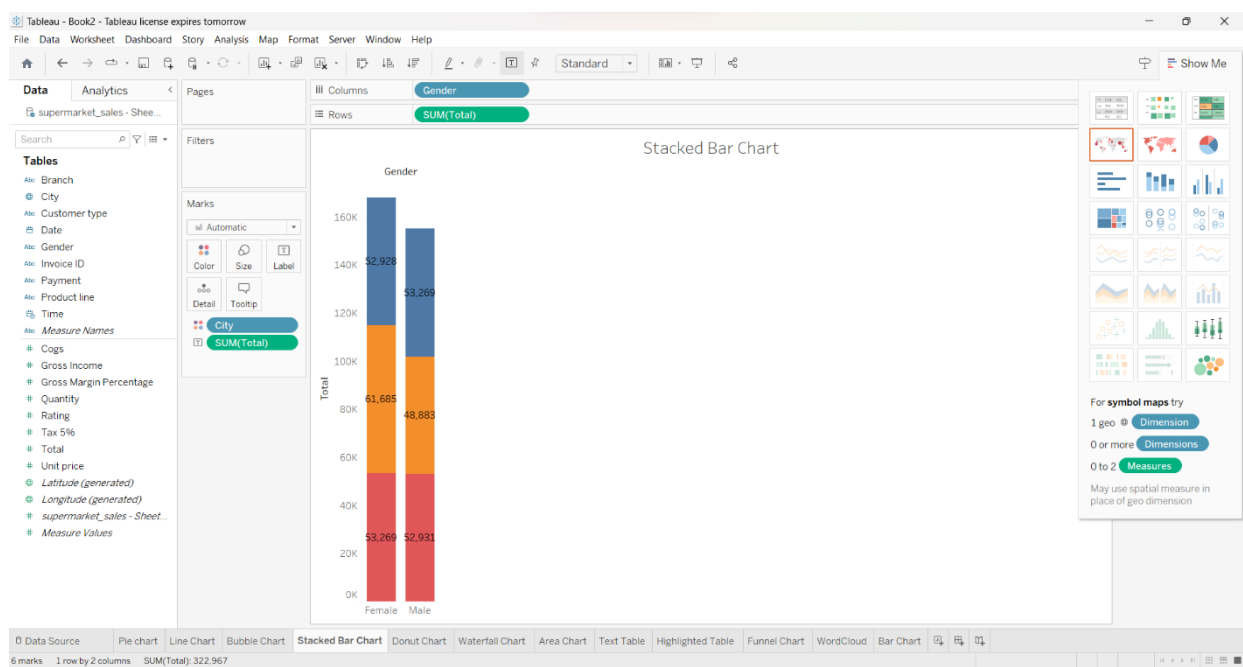 Tableau - Book2 - Tableau license expires tomorrow
File Data Worksheet Dashboard Story Analysis Map Format Server Window Help
Standard
Show Me
Data Analytics
supermarket_sales - Shee...
Search
Tables
Abc Branch
City
Abc Customer type
Date
Abc Gender
Abc Invoice ID
Abc Payment
Abc Product line
Time
Abc Measure Names
# Cogs
# Gross Income
# Gross Margin Percentage
# Quantity
# Rating
# Tax 5%
# Total
# Unit price
Latitude (generated)
Longitude (generated)
# supermarket_sales - Sheet...
# Measure Values
Pages
Filters
Marks
Automatic
Color Size Label
Detail Tooltip
City
SUM(Total)
Columns Gender
Rows SUM(Total)
Stacked Bar Chart
Gender
Total
160K
140K
120K
100K
80K
60K
40K
20K
0K
52,928
53,269
61,685
48,883
53,269 52,931
Female Male
For symbol maps try
1 geo Dimension
0 or more Dimensions
0 to 2 Measures
May use spatial measure in
place of geo dimension
Data Source Pie chart Line Chart Bubble Chart Stacked Bar Chart Donut Chart Waterfall Chart Area Chart Text Table Highlighted Table Funnel Chart WordCloud Bar Chart
6 marks 1 row by 2 columns SUM(Total): 322,967